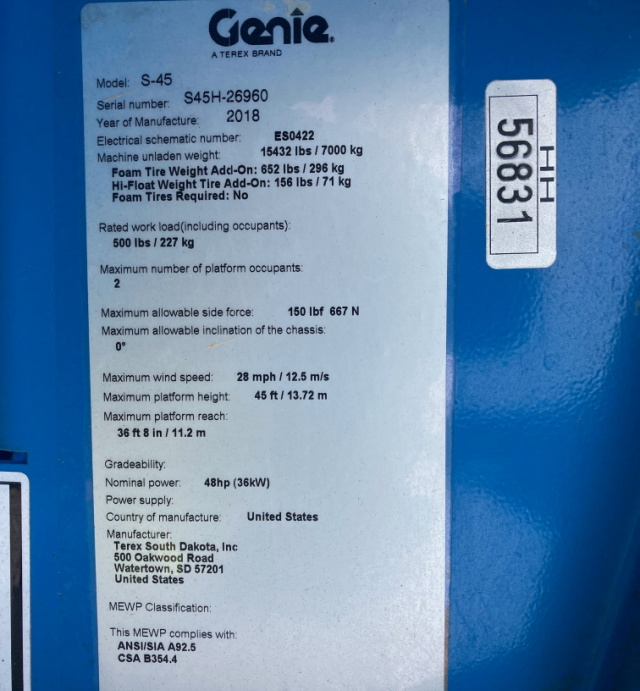 Genie.
A TEREX BRAND
Model: S-45
Serial number: S45H-26960
Year of Manufacture: 2018
Electrical schematic number: ES0422
Machine unladen weight: 15432 lbs / 7000 kg
Foam Tire Weight Add-On: 652 lbs / 296 kg
Hi-Float Weight Tire Add-On: 156 lbs / 71 kg
Foam Tires Required: No
Rated work load(including occupants):
500 lbs / 227 kg
Maximum number of platform occupants:
2
Maximum allowable side force: 150 lbf 667 N
Maximum allowable inclination of the chassis:
0°
Maximum wind speed: 28 mph / 12.5 m/s
Maximum platform height: 45 ft / 13.72 m
Maximum platform reach:
36 ft 8 in / 11.2 m
Gradeability:
Nominal power: 48hp (36kW)
Power supply:
Country of manufacture: United States
Manufacturer:
Terex South Dakota, Inc
500 Oakwood Road
Watertown, SD 57201
United States
MEWP Classification:
This MEWP complies with:
ANSI/SIA A92.5
CSA B354.4
HH
56831